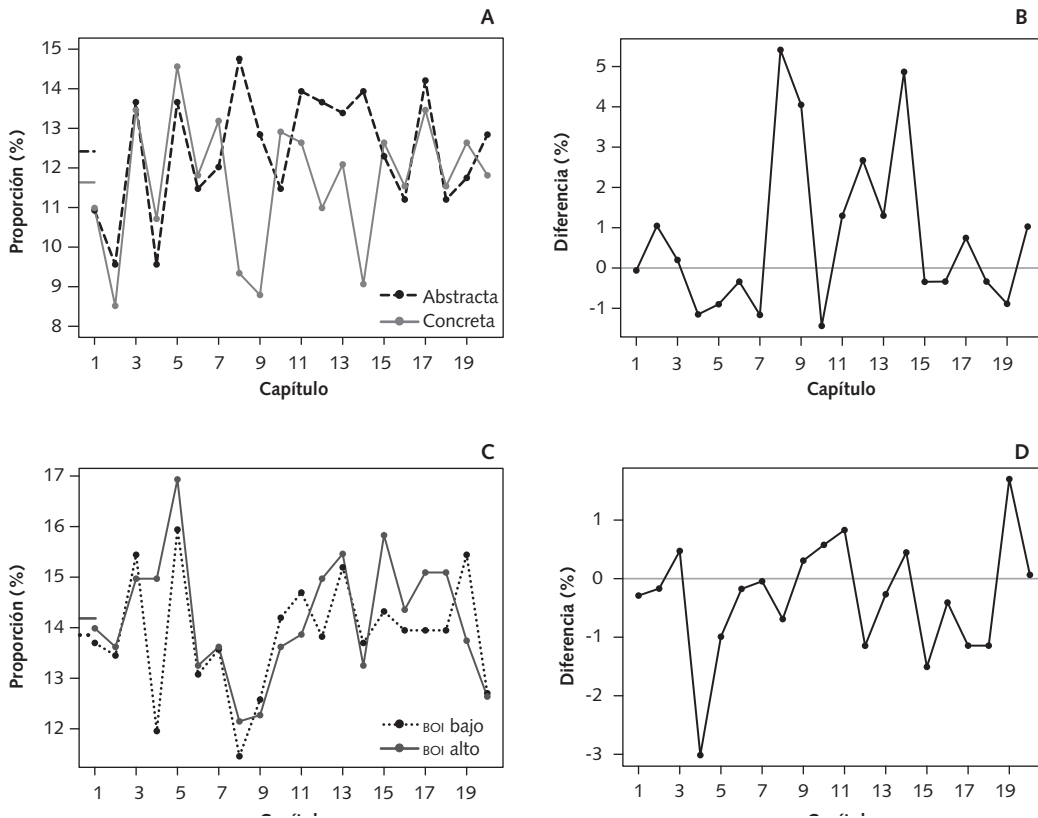 A
15
14
13
12
11
10
9
8
Proporción (%)
Abstracta
Concreta
1 3 5 7 9 11 13 15 17 19
Capítulo
B
5
4
3
2
1
0
-1
Diferencia (%)
1 3 5 7 9 11 13 15 17 19
Capítulo
C
17
16
15
14
13
12
Proporción (%)
BOI bajo
BOI alto
1 3 5 7 9 11 13 15 17 19
D
1
0
-1
-2
-3
Diferencia (%)
1 3 5 7 9 11 13 15 17 19